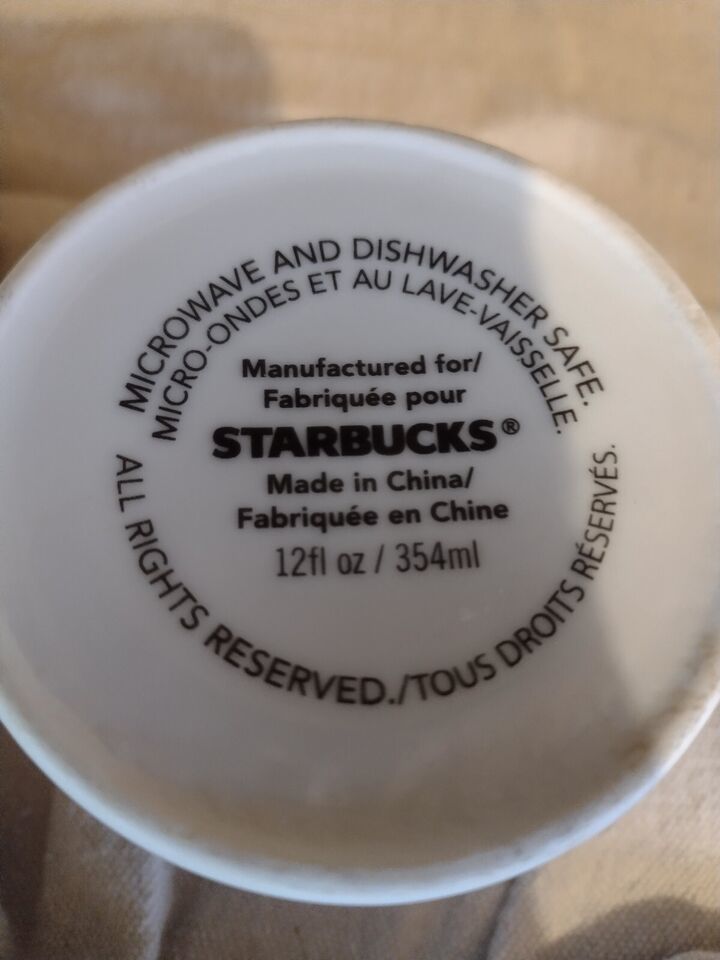 MICROWAVE AND DISHWASHER SAFE.
MICRO-ONDES ET AU LAVE-VAISSELLE.
Manufactured for/
Fabriquée pour
STARBUCKS®
Made in China/
Fabriquée en Chine
12fl oz / 354ml
ALL RIGHTS RESERVED./TOUS DROITS RÉSERVÉS.